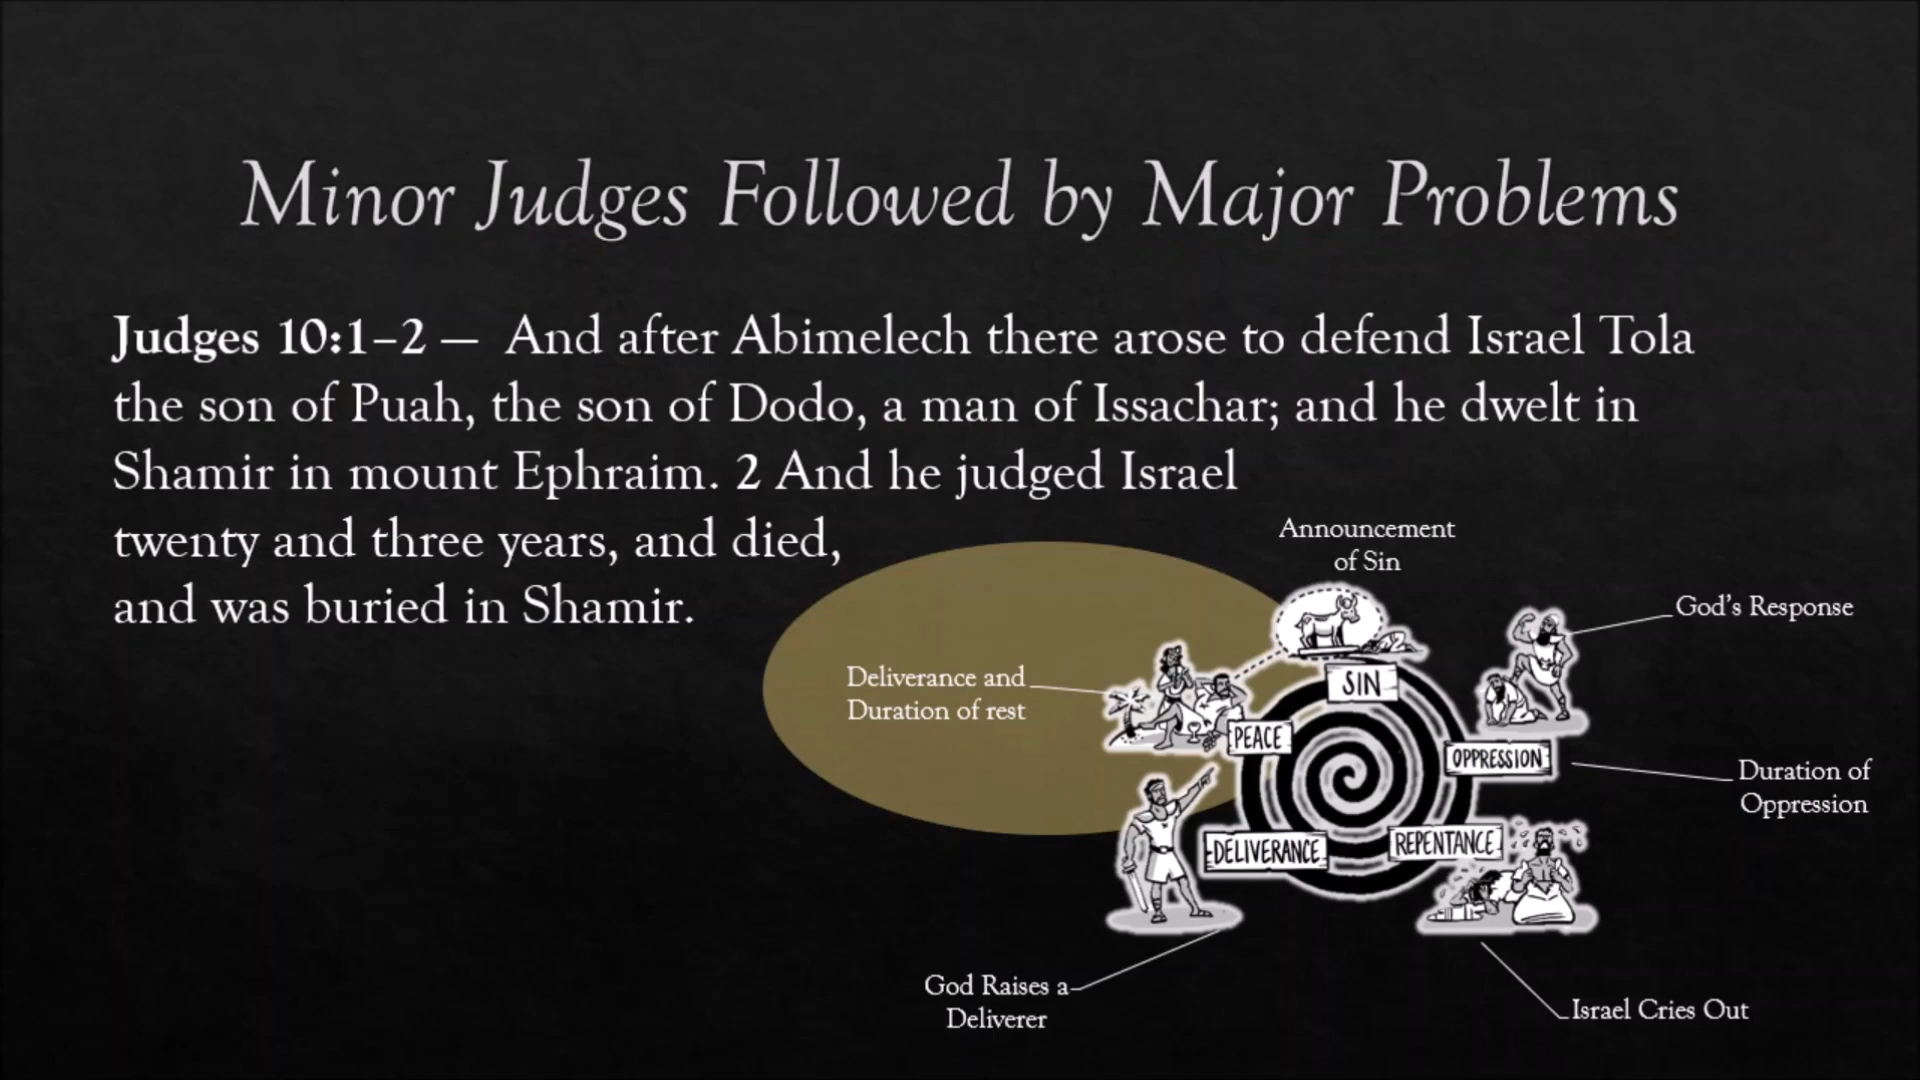 Minor Judges Followed by Major Problems
Judges 10:1–2 — And after Abimelech there arose to defend Israel Tola
the son of Puah, the son of Dodo, a man of Issachar; and he dwelt in
Shamir in mount Ephraim. 2 And he judged Israel
twenty and three years, and died,
and was buried in Shamir.
Announcement
of Sin
God's Response
Deliverance and
Duration of rest
SIN
PEACE
OPPRESSION
Duration of
Oppression
DELIVERANCE
REPENTANCE
God Raises a
Deliverer
Israel Cries Out